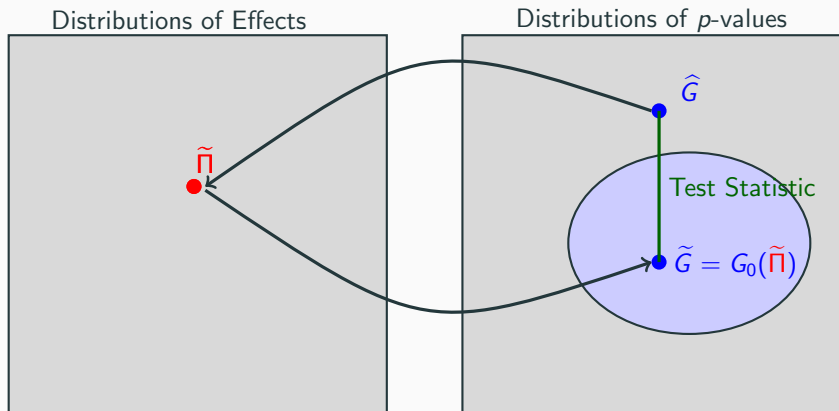 Distributions of Effects
Distributions of p-values
Ĝ
Π̃
Test Statistic
G̃ = G₀(Π̃)